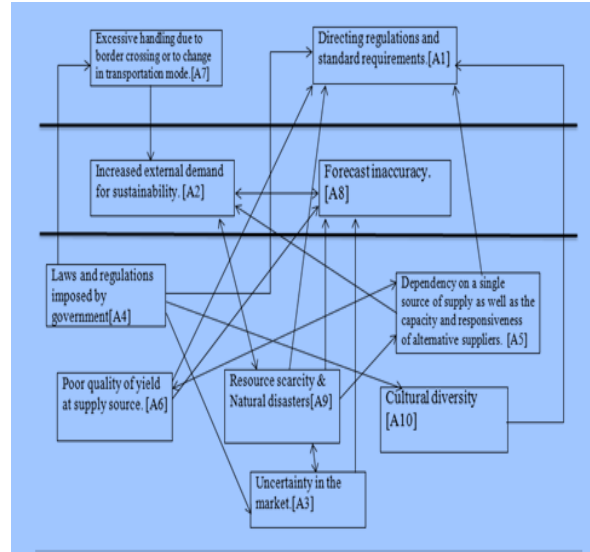 Excessive handling due to
border crossing or to change
in transportation mode.[A7]
Directing regulations and
standard requirements.[A1]
Increased external demand
for sustainability. [A2]
Forecast inaccuracy.
[A8]
Laws and regulations
imposed by
government[A4]
Dependency on a single
source of supply as well as the
capacity and responsiveness
of alternative suppliers. [A5]
Poor quality of yield
at supply source. [A6]
Resource scarcity &
Natural disasters[A9]
Cultural diversity
[A10]
Uncertainty in the
market.[A3]